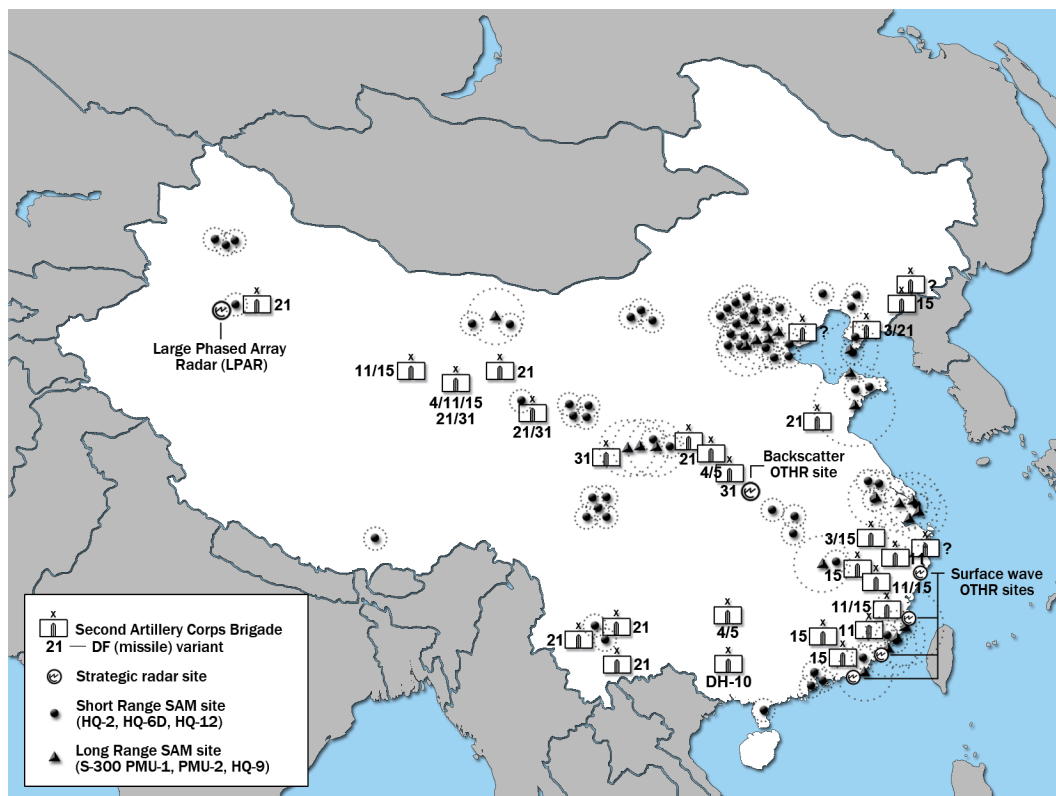 ?
15
21
?
3/21
Large Phased Array
Radar (LPAR)
11/15
21
4/11/15
21/31
21/31
21
31
21
4/5
31
Backscatter
OTHR site
3/15
?
11
15
11/15
Surface wave
OTHR sites
11/15
11
15
15
21
21
21
4/5
DH-10
x
Second Artillery Corps Brigade
21 — DF (missile) variant
Strategic radar site
Short Range SAM site
(HQ-2, HQ-6D, HQ-12)
Long Range SAM site
(S-300 PMU-1, PMU-2, HQ-9)